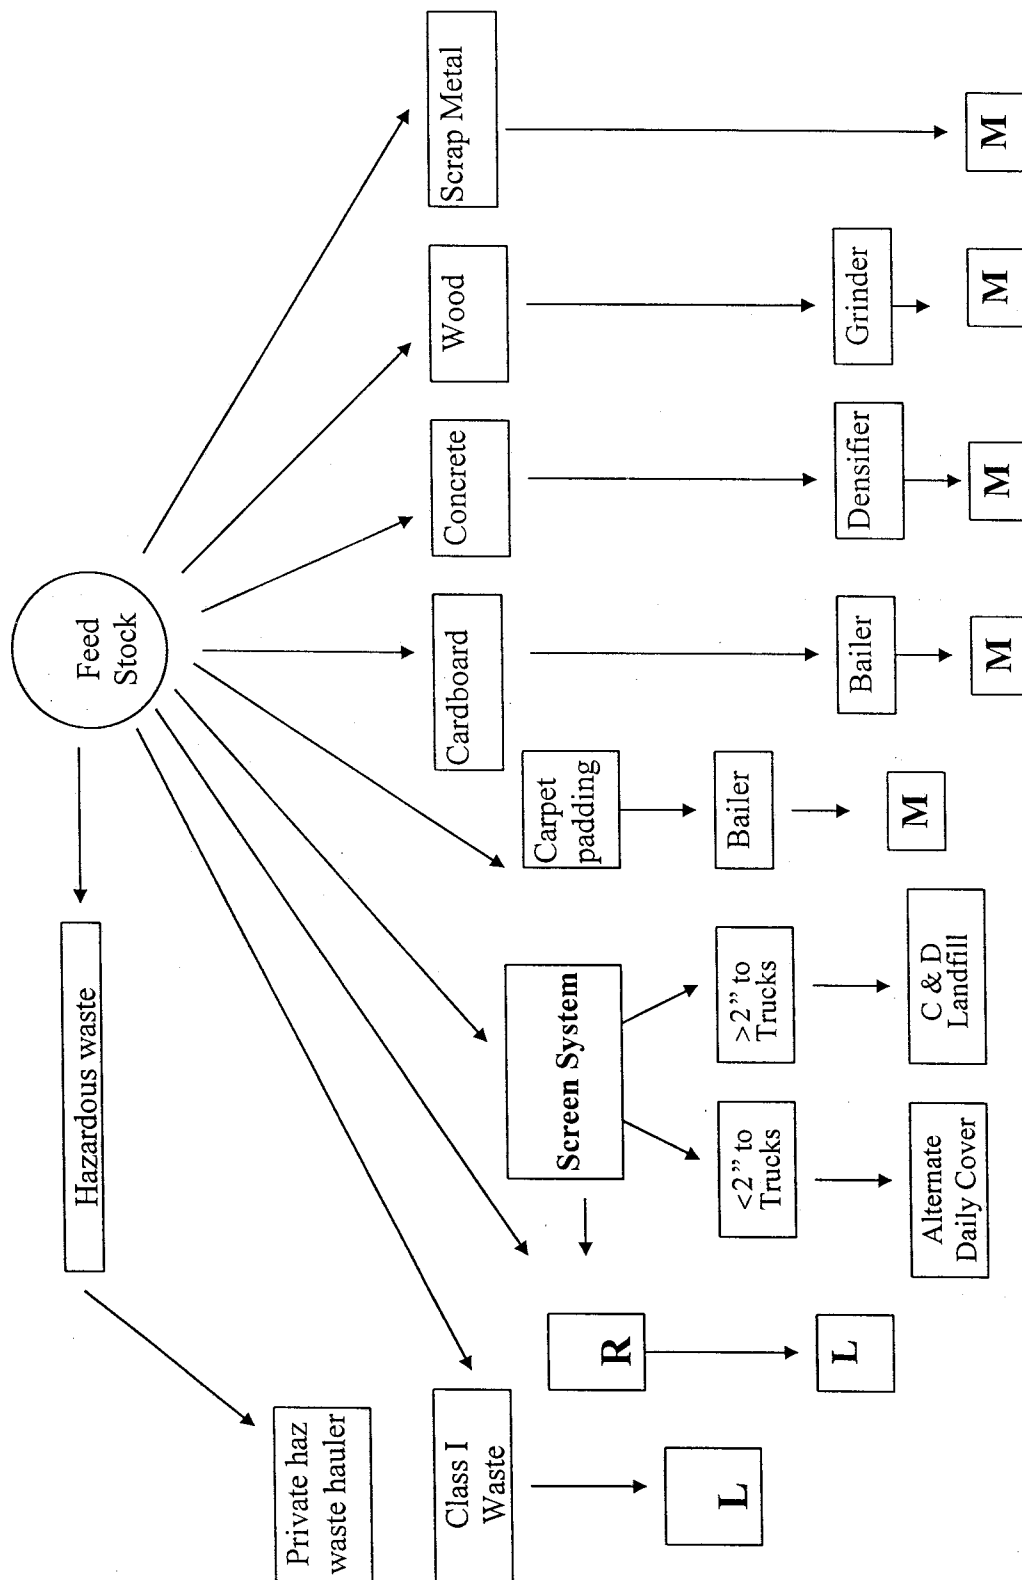 Feed
Stock
Hazardous waste
Private haz
waste hauler
Class I
Waste
L
R
L
Screen System
<2” to
Trucks
Alternate
Daily Cover
>2” to
Trucks
C & D
Landfill
Carpet
padding
Bailer
M
Cardboard
Bailer
M
Concrete
Densifier
M
Wood
Grinder
M
Scrap Metal
M